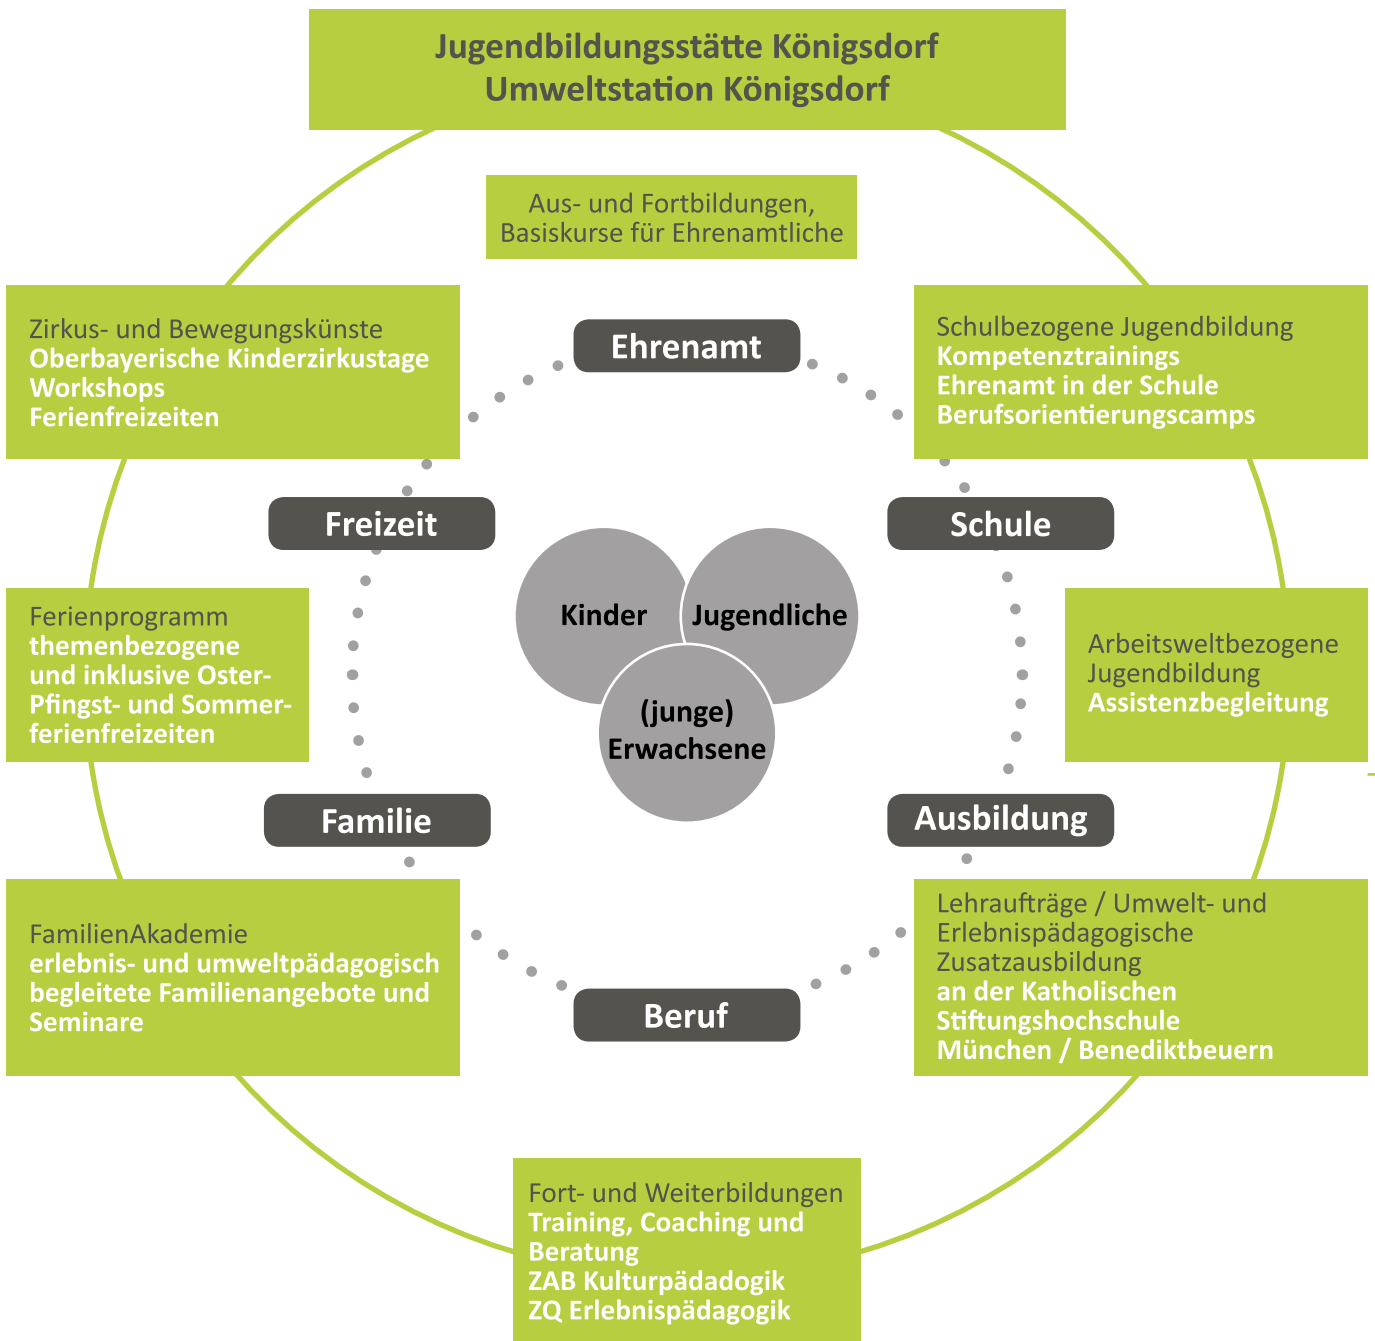 Jugendbildungsstätte Königsdorf
Umweltstation Königsdorf
Aus- und Fortbildungen,
Basiskurse für Ehrenamtliche
Zirkus- und Bewegungskünste
Oberbayerische Kinderzirkustage
Workshops
Ferienfreizeiten
Ehrenamt
Schulbezogene Jugendbildung
Kompetenztrainings
Ehrenamt in der Schule
Berufsorientierungscamps
Freizeit
Schule
Kinder
Jugendliche
(junge)
Erwachsene
Ferienprogramm
themenbezogene
und inklusive Oster-
Pfingst- und Sommer-
ferienfreizeiten
Arbeitsweltbezogene
Jugendbildung
Assistenzbegleitung
Familie
Ausbildung
FamilienAkademie
erlebnis- und umweltpädagogisch
begleitete Familienangebote und
Seminare
Beruf
Lehraufträge / Umwelt- und
Erlebnispädagogische
Zusatzausbildung
an der Katholischen
Stiftungshochschule
München / Benediktbeuern
Fort- und Weiterbildungen
Training, Coaching und
Beratung
ZAB Kulturpädadogik
ZQ Erlebnispädagogik